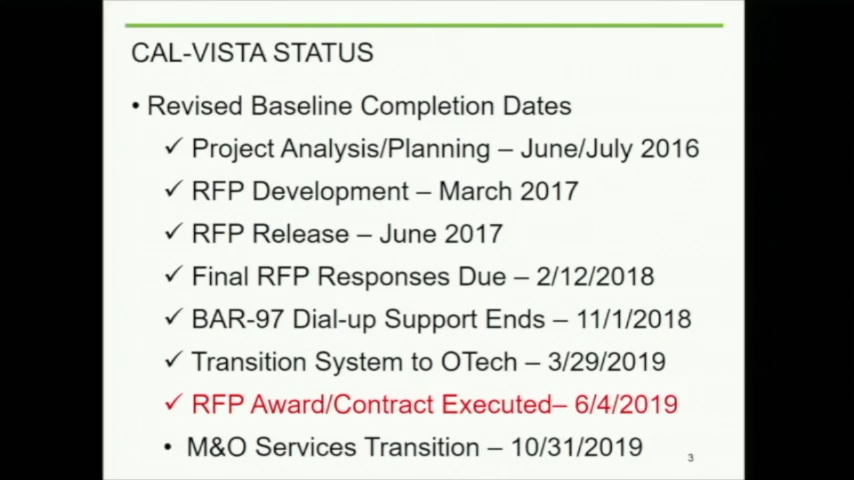 CAL-VISTA STATUS
• Revised Baseline Completion Dates
✓ Project Analysis/Planning – June/July 2016
✓ RFP Development – March 2017
✓ RFP Release – June 2017
✓ Final RFP Responses Due – 2/12/2018
✓ BAR-97 Dial-up Support Ends – 11/1/2018
✓ Transition System to OTech – 3/29/2019
✓ RFP Award/Contract Executed– 6/4/2019
• M&O Services Transition – 10/31/2019
3